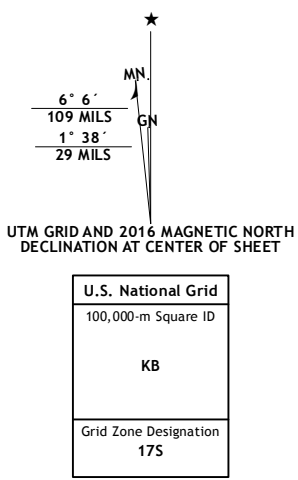 ★
MN.
6° 6´
109 MILS
GN
1° 38´
29 MILS
UTM GRID AND 2016 MAGNETIC NORTH
DECLINATION AT CENTER OF SHEET
U.S. National Grid
100,000-m Square ID
KB
Grid Zone Designation
17S